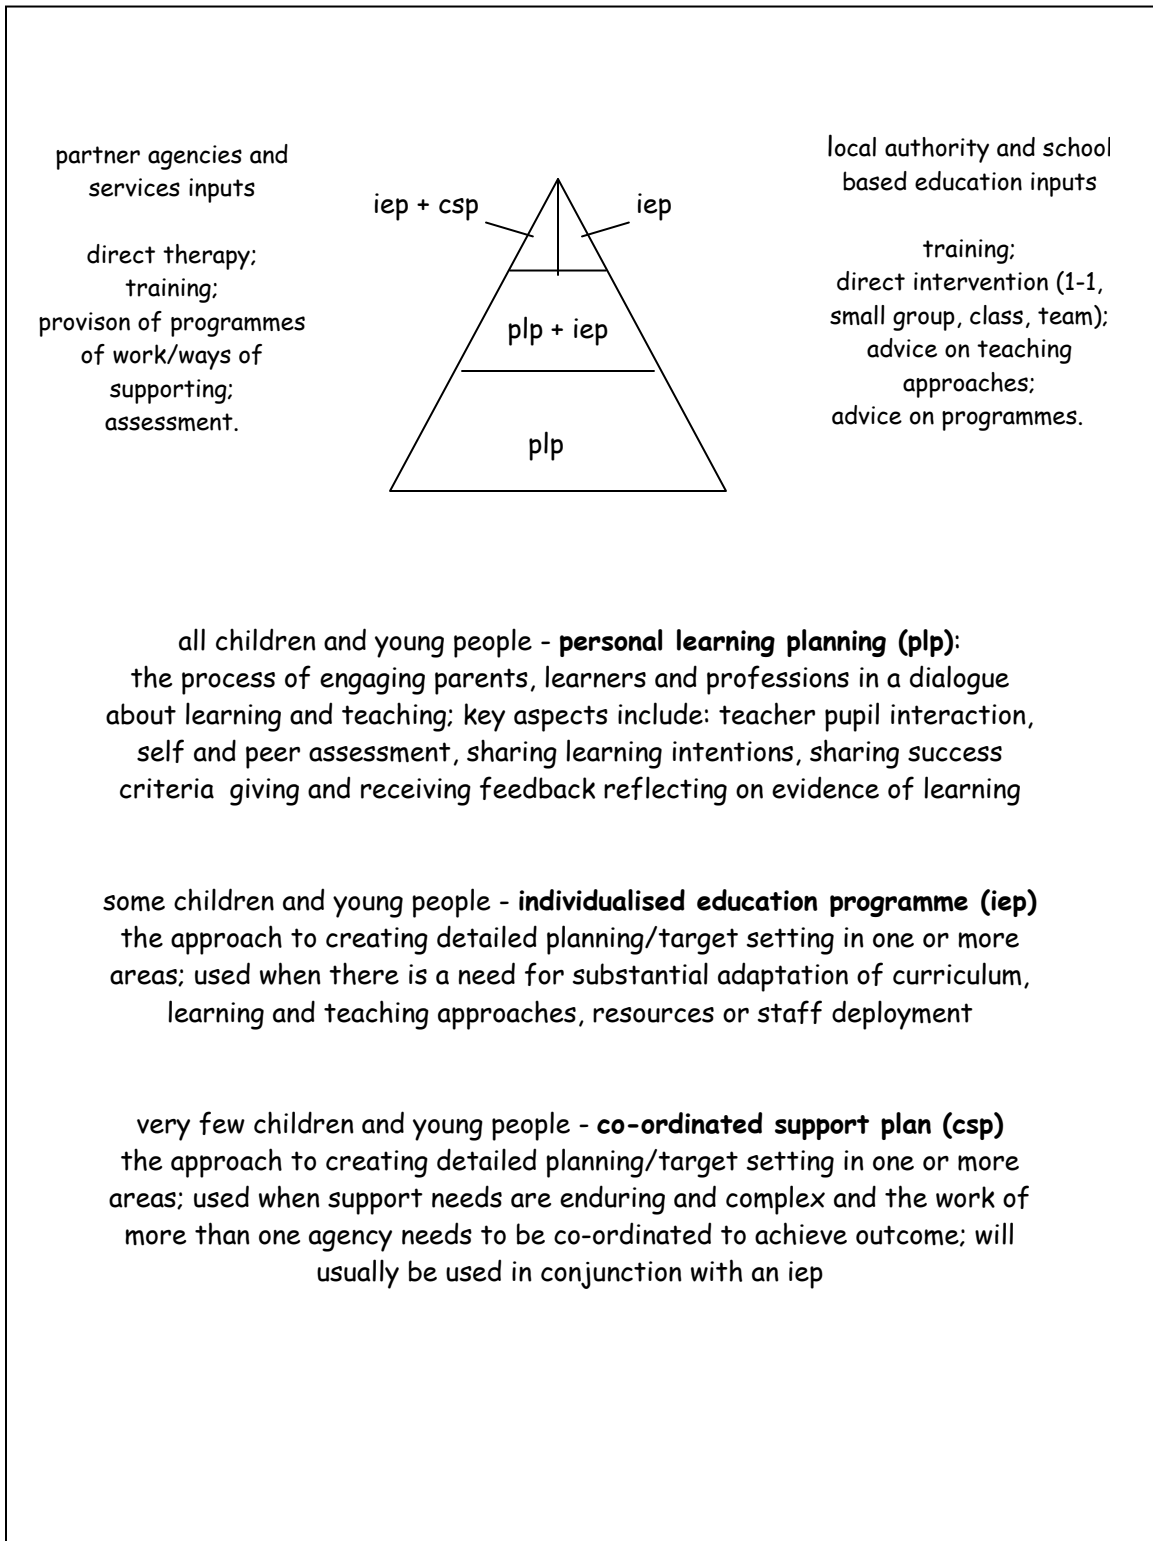 partner agencies and
services inputs
direct therapy;
training;
provison of programmes
of work/ways of
supporting;
assessment.
iep + csp
iep
plp + iep
plp
local authority and school
based education inputs
training;
direct intervention (1-1,
small group, class, team);
advice on teaching
approaches;
advice on programmes.
all children and young people - personal learning planning (plp):
the process of engaging parents, learners and professions in a dialogue
about learning and teaching; key aspects include: teacher pupil interaction,
self and peer assessment, sharing learning intentions, sharing success
criteria  giving and receiving feedback reflecting on evidence of learning
some children and young people - individualised education programme (iep)
the approach to creating detailed planning/target setting in one or more
areas; used when there is a need for substantial adaptation of curriculum,
learning and teaching approaches, resources or staff deployment
very few children and young people - co-ordinated support plan (csp)
the approach to creating detailed planning/target setting in one or more
areas; used when support needs are enduring and complex and the work of
more than one agency needs to be co-ordinated to achieve outcome; will
usually be used in conjunction with an iep